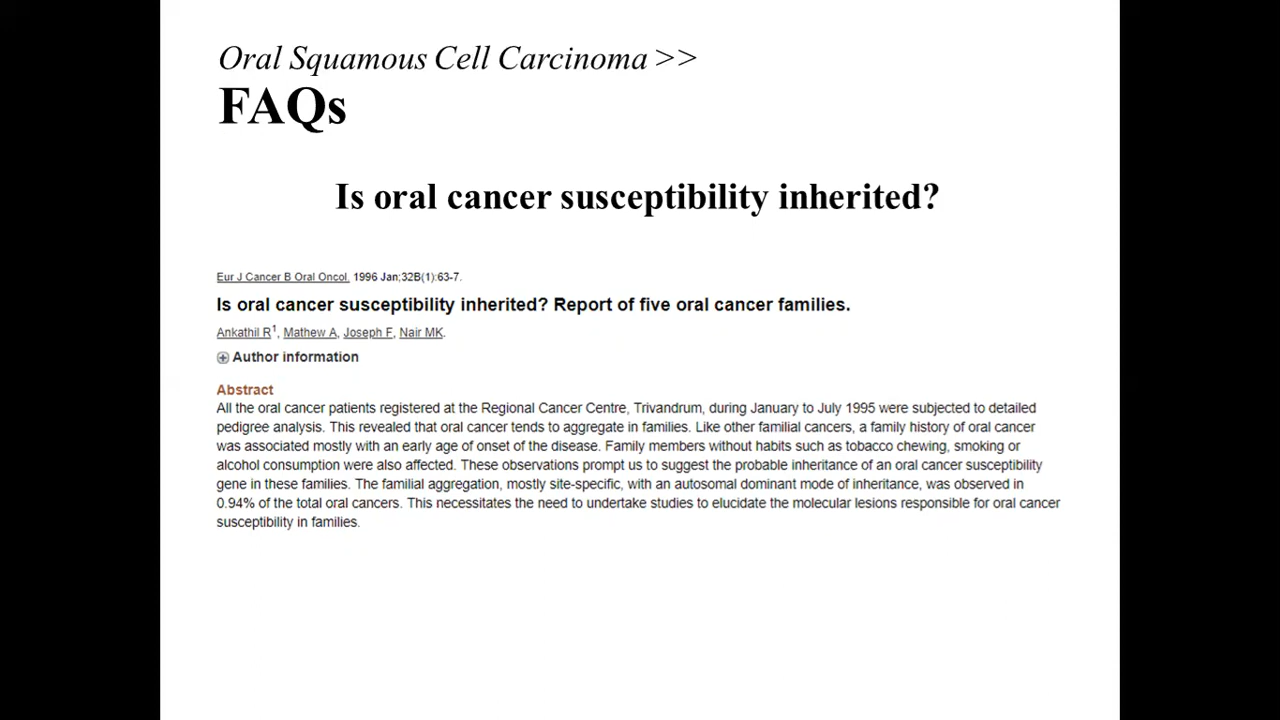 Oral Squamous Cell Carcinoma >>
FAQs
Is oral cancer susceptibility inherited?
Eur J Cancer B Oral Oncol. 1996 Jan;32B(1):63-7.
Is oral cancer susceptibility inherited? Report of five oral cancer families.
Ankathil R1, Mathew A, Joseph F, Nair MK.
Author information
Abstract
All the oral cancer patients registered at the Regional Cancer Centre, Trivandrum, during January to July 1995 were subjected to detailed
pedigree analysis. This revealed that oral cancer tends to aggregate in families. Like other familial cancers, a family history of oral cancer
was associated mostly with an early age of onset of the disease. Family members without habits such as tobacco chewing, smoking or
alcohol consumption were also affected. These observations prompt us to suggest the probable inheritance of an oral cancer susceptibility
gene in these families. The familial aggregation, mostly site-specific, with an autosomal dominant mode of inheritance, was observed in
0.94% of the total oral cancers. This necessitates the need to undertake studies to elucidate the molecular lesions responsible for oral cancer
susceptibility in families.